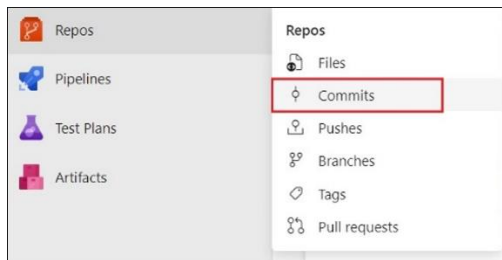 Repos
Pipelines
Test Plans
Artifacts
Repos
Files
Commits
Pushes
Branches
Tags
Pull requests